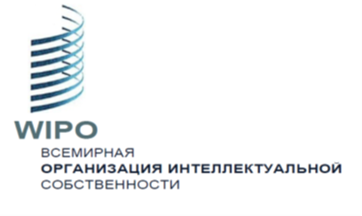 WIPO
ВСЕМИРНАЯ
ОРГАНИЗАЦИЯ ИНТЕЛЛЕКТУАЛЬНОЙ
СОБСТВЕННОСТИ